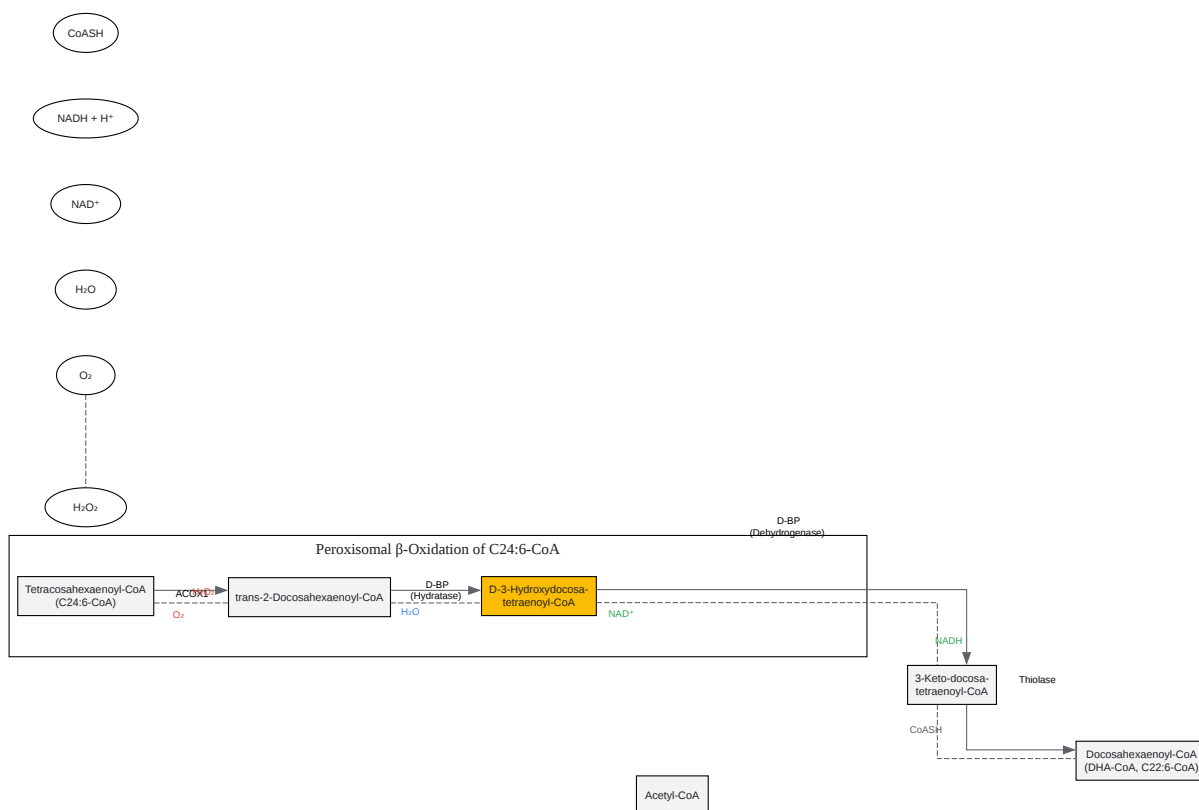 CoASH
NADH + H⁺
NAD⁺
H₂O
O₂
H₂O₂
D-BP
(Dehydrogenase)
Peroxisomal β-Oxidation of C24:6-CoA
Tetracosahexaenoyl-CoA
(C24:6-CoA)
ACOX1
H₂O₂
O₂
trans-2-Docosahexaenoyl-CoA
D-BP
(Hydratase)
H₂O
D-3-Hydroxydocosa-
tetraenoyl-CoA
NAD⁺
NADH
3-Keto-docosa-
tetraenoyl-CoA
Thiolase
CoASH
Docosahexaenoyl-CoA
(DHA-CoA, C22:6-CoA)
Acetyl-CoA